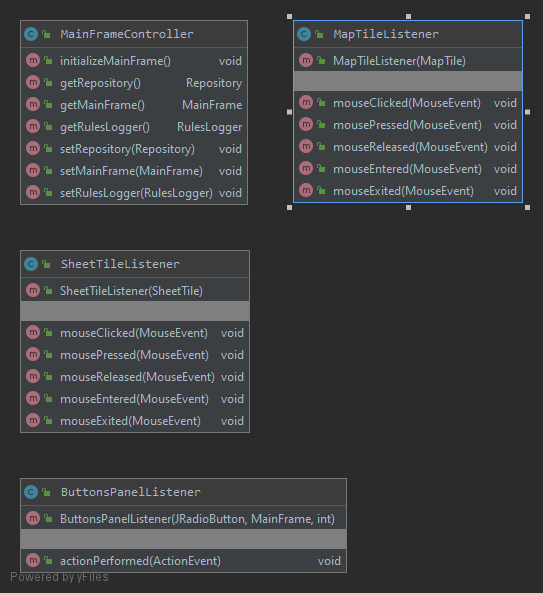 MainFrameController
initializeMainFrame() void
getRepository() Repository
getMainFrame() MainFrame
getRulesLogger() RulesLogger
setRepository(Repository) void
setMainFrame(MainFrame) void
setRulesLogger(RulesLogger) void
MapTileListener
MapTileListener(MapTile)
mouseClicked(MouseEvent) void
mousePressed(MouseEvent) void
mouseReleased(MouseEvent) void
mouseEntered(MouseEvent) void
mouseExited(MouseEvent) void
SheetTileListener
SheetTileListener(SheetTile)
mouseClicked(MouseEvent) void
mousePressed(MouseEvent) void
mouseReleased(MouseEvent) void
mouseEntered(MouseEvent) void
mouseExited(MouseEvent) void
ButtonsPanelListener
ButtonsPanelListener(JRadioButton, MainFrame, int)
actionPerformed(ActionEvent) void
Powered by yFiles